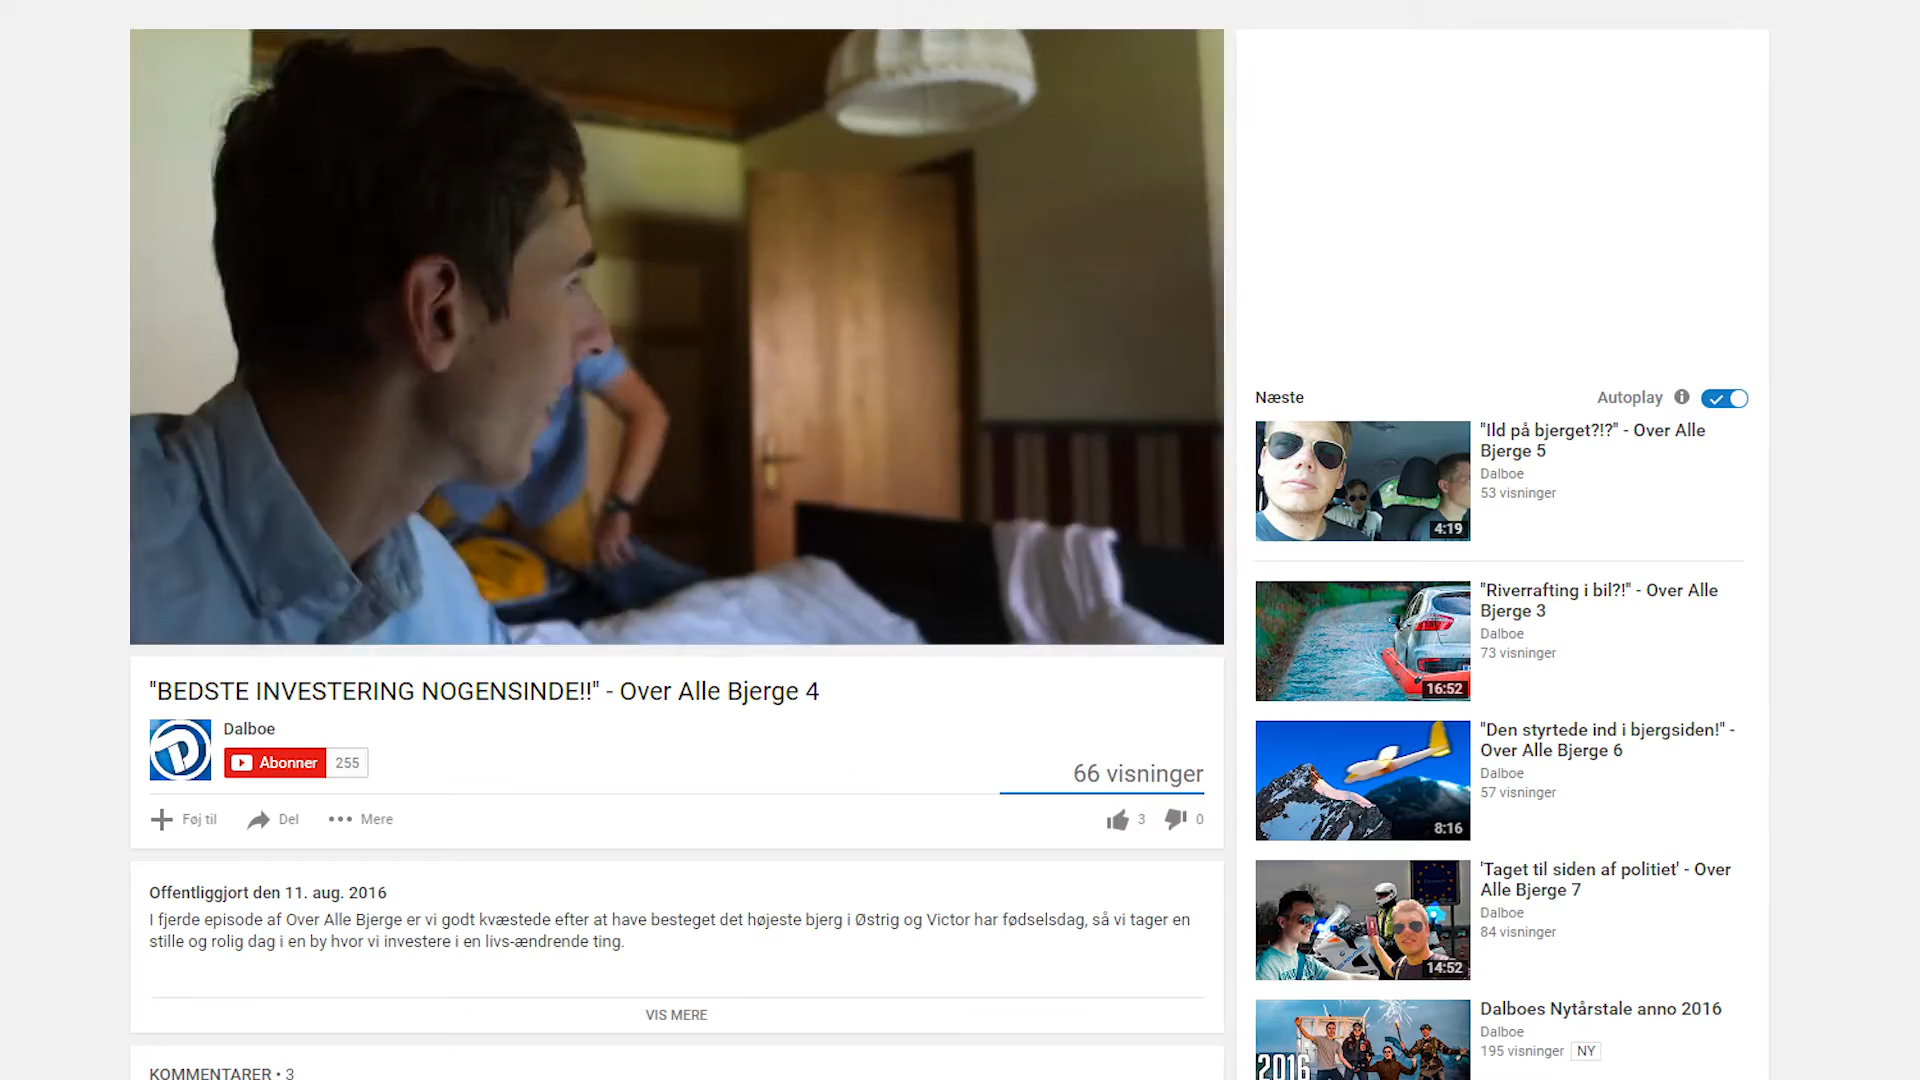 "BEDSTE INVESTERING NOGENSINDE!!" - Over Alle Bjerge 4
Dalboe
Abonner 255
66 visninger
Føj til Del Mere
3 0
Offentliggjort den 11. aug. 2016
I fjerde episode af Over Alle Bjerge er vi godt kvæstede efter at have besteget det højeste bjerg i Østrig og Victor har fødselsdag, så vi tager en
stille og rolig dag i en by hvor vi investere i en livs-ændrende ting.
VIS MERE
KOMMENTARER • 3
Næste Autoplay
"Ild på bjerget?!?" - Over Alle
Bjerge 5
Dalboe
53 visninger
4:19
"Riverrafting i bil?!" - Over Alle
Bjerge 3
Dalboe
73 visninger
16:52
"Den styrtede ind i bjergsiden!" -
Over Alle Bjerge 6
Dalboe
57 visninger
8:16
'Taget til siden af politiet' - Over
Alle Bjerge 7
Dalboe
84 visninger
14:52
Dalboes Nytårstale anno 2016
Dalboe
195 visninger NY
2016